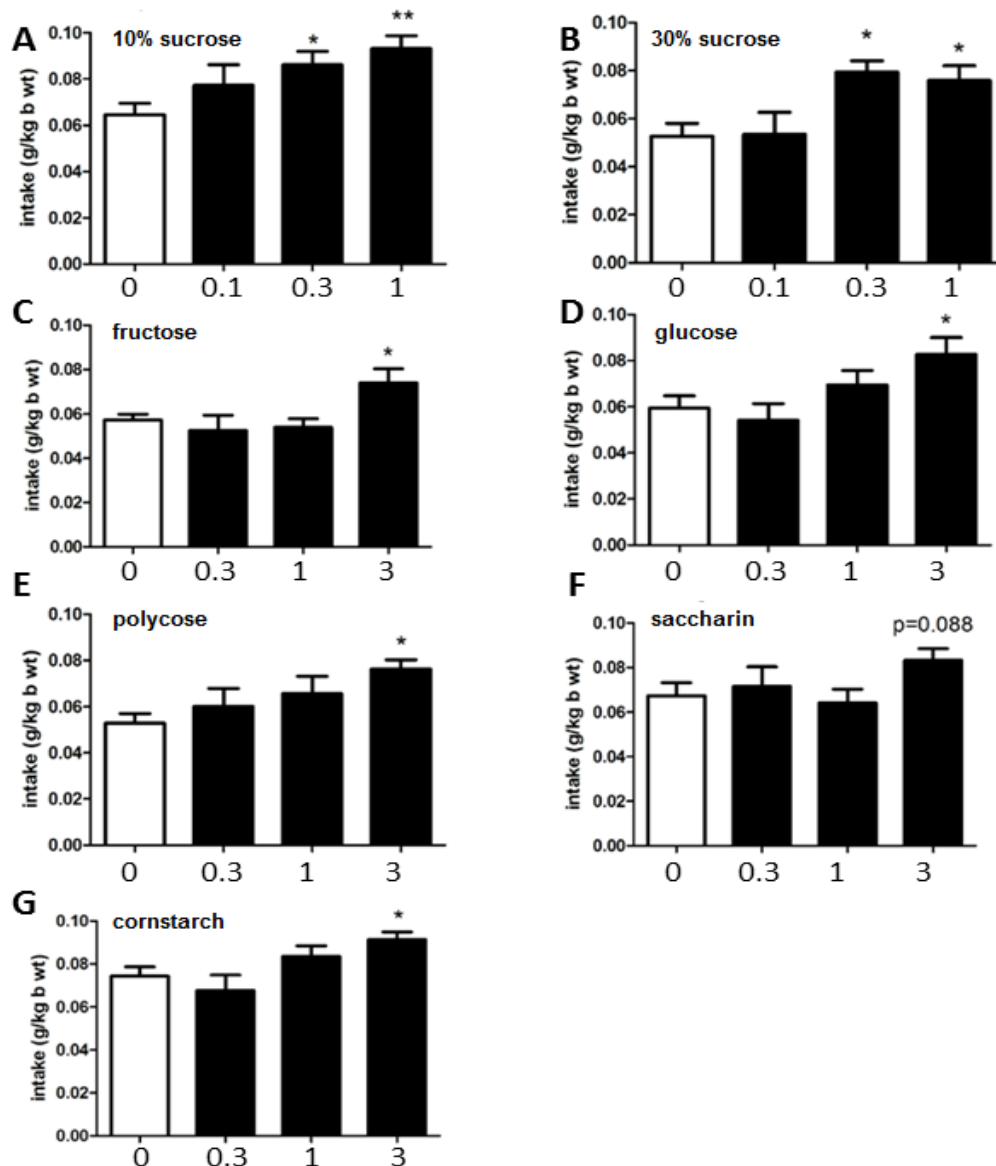 A
10% sucrose
intake (g/kg b wt)
0.10
0.08
0.06
0.04
0.02
0.00
*
**
0 0.1 0.3 1
B
30% sucrose
intake (g/kg b wt)
0.10
0.08
0.06
0.04
0.02
0.00
*
*
0 0.1 0.3 1
C
fructose
intake (g/kg b wt)
0.10
0.08
0.06
0.04
0.02
0.00
*
0 0.3 1 3
D
glucose
intake (g/kg b wt)
0.10
0.08
0.06
0.04
0.02
0.00
*
0 0.3 1 3
E
polycose
intake (g/kg b wt)
0.10
0.08
0.06
0.04
0.02
0.00
*
0 0.3 1 3
F
saccharin
p=0.088
intake (g/kg b wt)
0.10
0.08
0.06
0.04
0.02
0.00
0 0.3 1 3
G
cornstarch
intake (g/kg b wt)
0.10
0.08
0.06
0.04
0.02
0.00
*
0 0.3 1 3